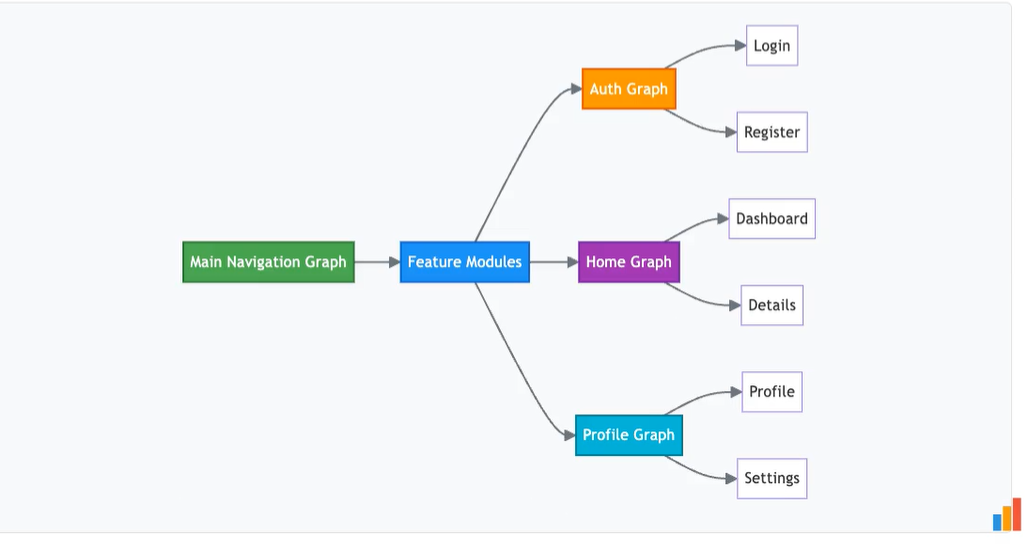 Main Navigation Graph
Feature Modules
Auth Graph
Login
Register
Home Graph
Dashboard
Details
Profile Graph
Profile
Settings